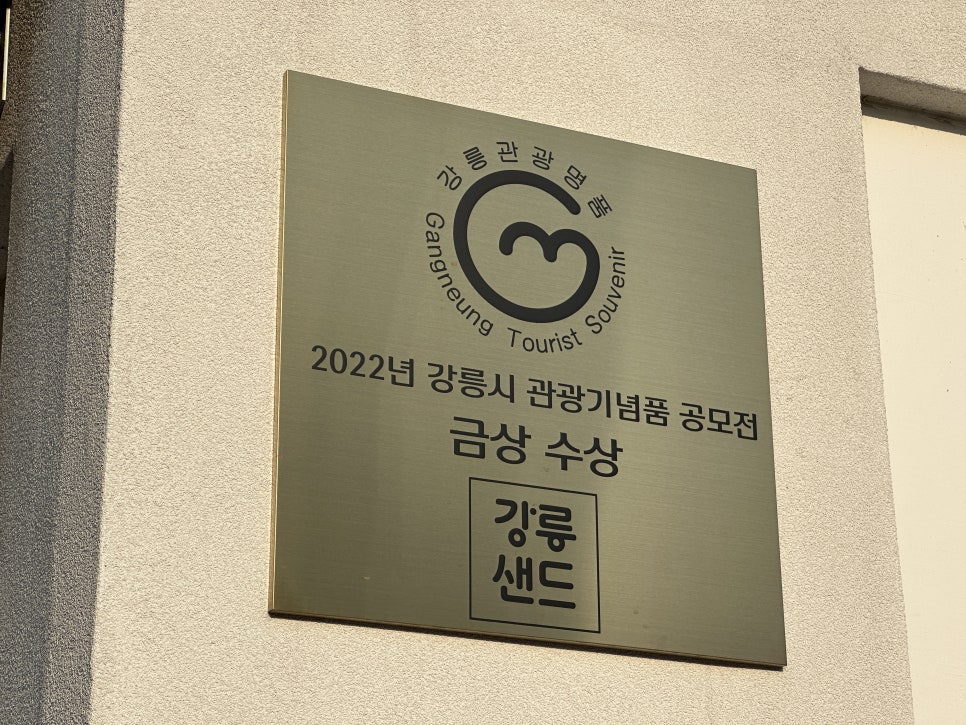 강릉관광명품
Gangneung Tourist Souvenir
2022년 강릉시 관광기념품 공모전
금상 수상
강릉
샌드